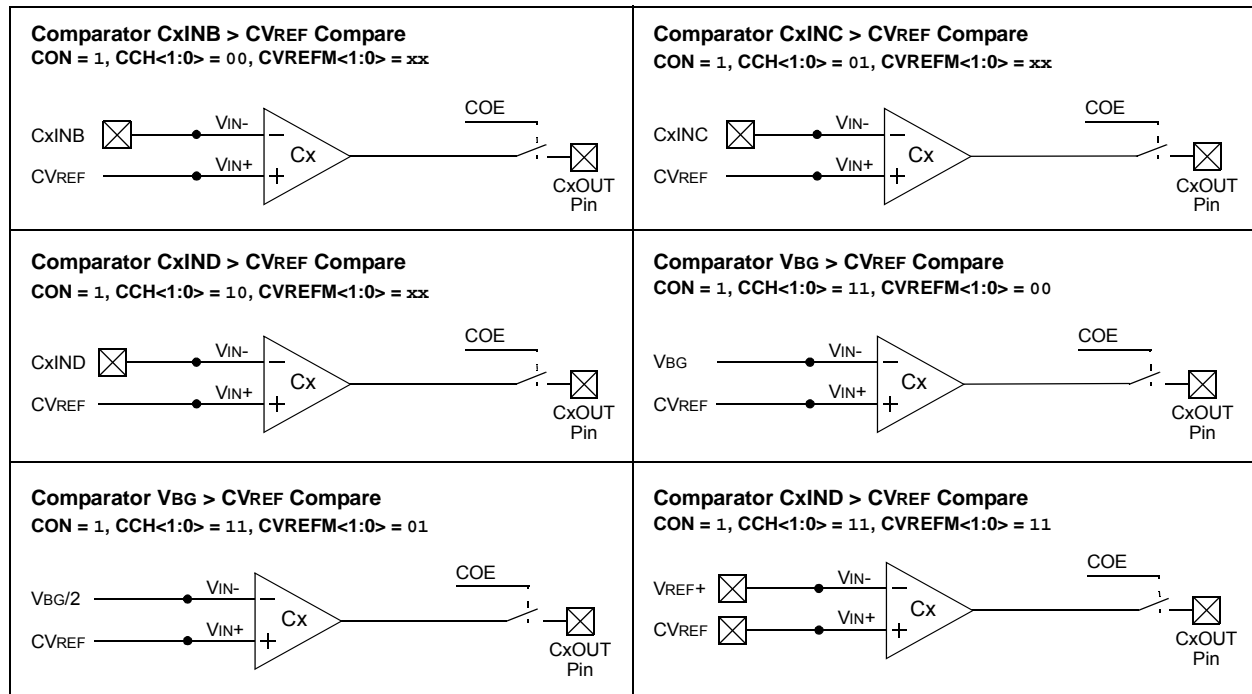 Comparator CxINB > CVREF Compare
CON = 1, CCH<1:0> = 00, CVREFM<1:0> = xx
COE
CxINB
VIN-
–
Cx
CVREF
VIN+
+
CxOUT
Pin
Comparator CxINC > CVREF Compare
CON = 1, CCH<1:0> = 01, CVREFM<1:0> = xx
COE
CxINC
VIN-
–
Cx
CVREF
VIN+
+
CxOUT
Pin
Comparator CxIND > CVREF Compare
CON = 1, CCH<1:0> = 10, CVREFM<1:0> = xx
COE
CxIND
VIN-
–
Cx
CVREF
VIN+
+
CxOUT
Pin
Comparator VBG > CVREF Compare
CON = 1, CCH<1:0> = 11, CVREFM<1:0> = 00
COE
VBG
VIN-
–
Cx
CVREF
VIN+
+
CxOUT
Pin
Comparator VBG > CVREF Compare
CON = 1, CCH<1:0> = 11, CVREFM<1:0> = 01
COE
VBG/2
VIN-
–
Cx
CVREF
VIN+
+
CxOUT
Pin
Comparator CxIND > CVREF Compare
CON = 1, CCH<1:0> = 11, CVREFM<1:0> = 11
COE
VREF+
VIN-
–
Cx
CVREF
VIN+
+
CxOUT
Pin